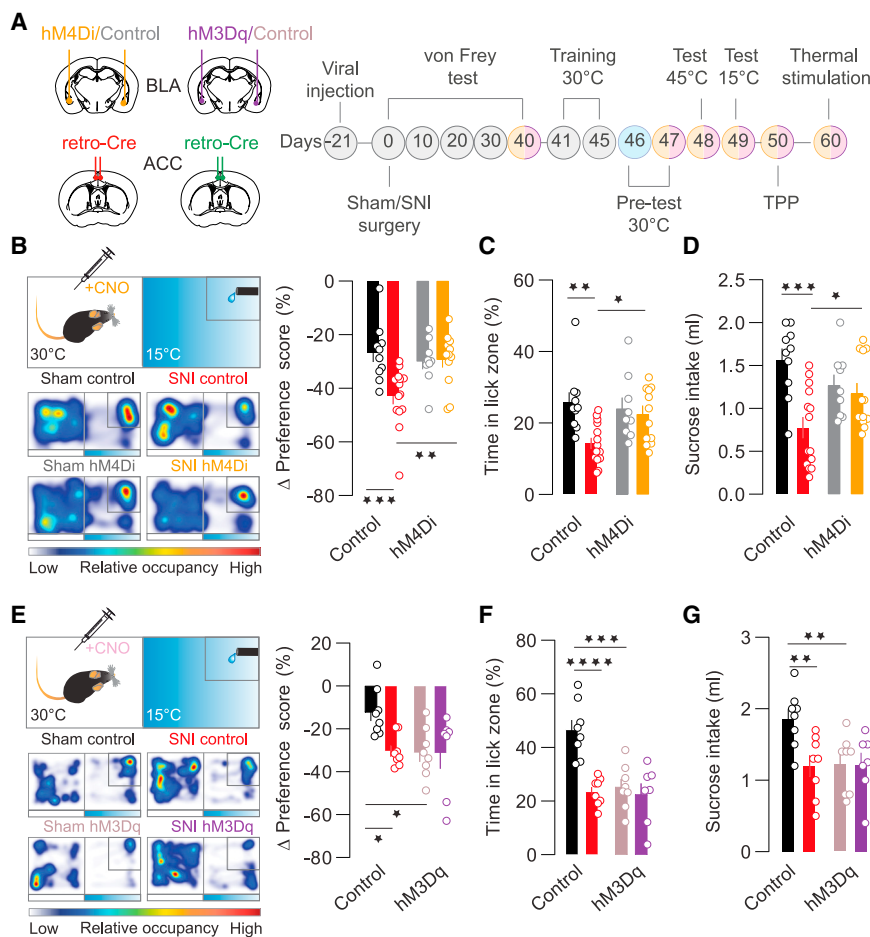 A
hM4Di/Control
hM3Dq/Control
BLA
retro-Cre
ACC
retro-Cre
Viral
injection
von Frey
test
Training
30°C
Test
45°C
Test
15°C
Thermal
stimulation
Days -21 0 10 20 30 40 41 45 46 47 48 49 50 60
Sham/SNI
surgery
Pre-test
30°C
TPP
B
+CNO
30°C
15°C
Sham control
SNI control
Sham hM4Di
SNI hM4Di
Low Relative occupancy High
Δ Preference score (%)
0
-20
-40
-60
-80
★★
★★★
Control
hM4Di
C
Time in lick zone (%)
60
40
20
0
★★
★
Control
hM4Di
D
Sucrose intake (ml)
2.5
2.0
1.5
1.0
0.5
0.0
★★★
★
Control
hM4Di
E
+CNO
30°C
15°C
Sham control
SNI control
Sham hM3Dq
SNI hM3Dq
Low Relative occupancy High
Δ Preference score (%)
20
0
-20
-40
-60
-80
★
★
Control
hM3Dq
F
Time in lick zone (%)
80
60
40
20
0
★★★
★★★★
Control
hM3Dq
G
Sucrose intake (ml)
3
2
1
0
★★
★★
Control
hM3Dq